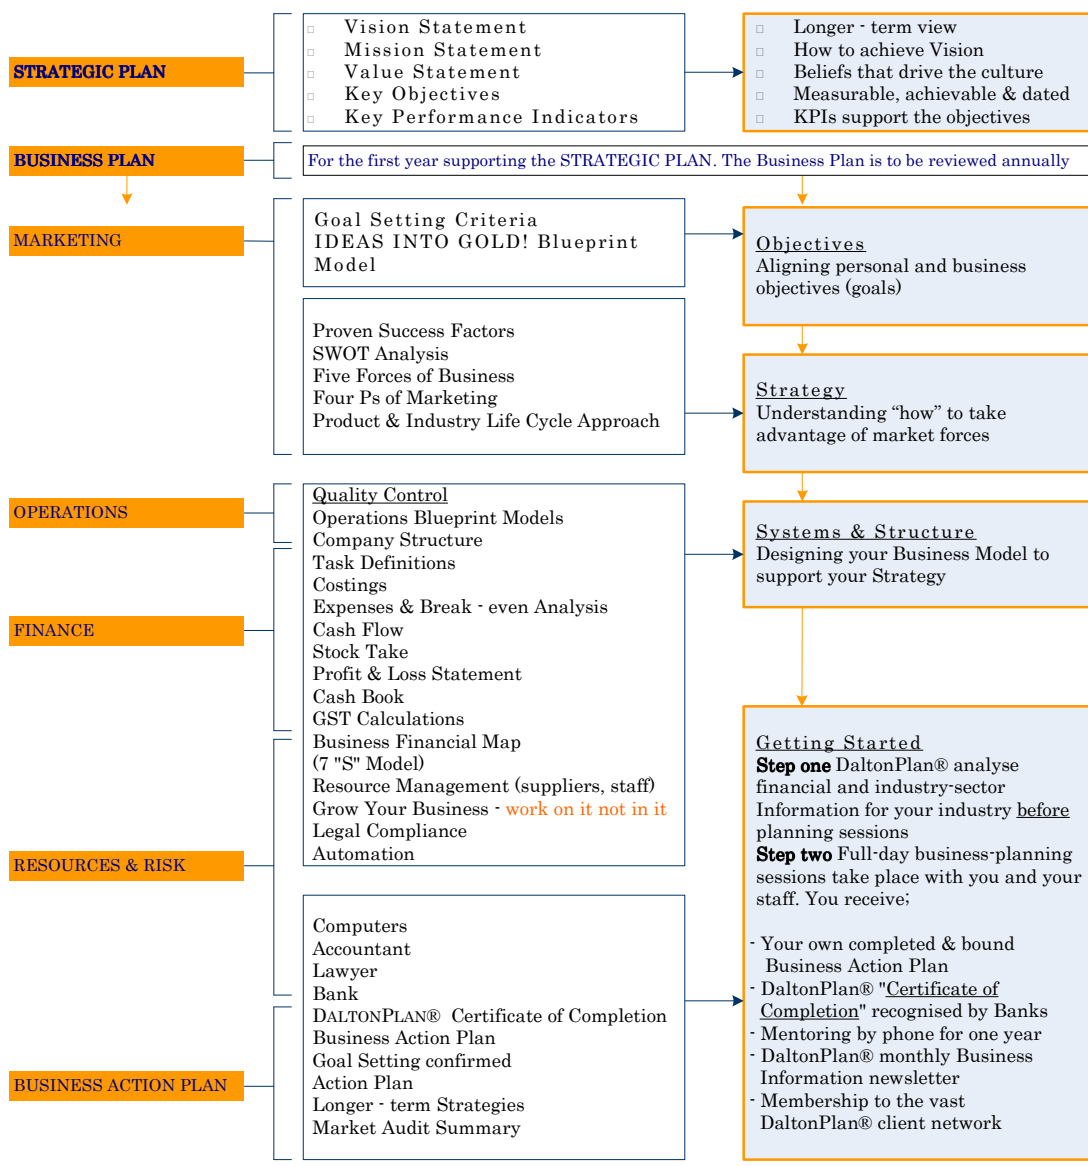 STRATEGIC PLAN
Vision Statement
Mission Statement
Value Statement
Key Objectives
Key Performance Indicators
Longer - term view
How to achieve Vision
Beliefs that drive the culture
Measurable, achievable & dated
KPIs support the objectives
BUSINESS PLAN
For the first year supporting the STRATEGIC PLAN. The Business Plan is to be reviewed annually
MARKETING
Goal Setting Criteria
IDEAS INTO GOLD! Blueprint
Model
Objectives
Aligning personal and business
objectives (goals)
Proven Success Factors
SWOT Analysis
Five Forces of Business
Four Ps of Marketing
Product & Industry Life Cycle Approach
Strategy
Understanding “how” to take
advantage of market forces
OPERATIONS
FINANCE
RESOURCES & RISK
Quality Control
Operations Blueprint Models
Company Structure
Task Definitions
Costings
Expenses & Break - even Analysis
Cash Flow
Stock Take
Profit & Loss Statement
Cash Book
GST Calculations
Business Financial Map
(7 "S" Model)
Resource Management (suppliers, staff)
Grow Your Business - work on it not in it
Legal Compliance
Automation
Systems & Structure
Designing your Business Model to
support your Strategy
BUSINESS ACTION PLAN
Computers
Accountant
Lawyer
Bank
DALTONPLAN® Certificate of Completion
Business Action Plan
Goal Setting confirmed
Action Plan
Longer - term Strategies
Market Audit Summary
Getting Started
Step one DaltonPlan® analyse
financial and industry-sector
Information for your industry before
planning sessions
Step two Full-day business-planning
sessions take place with you and your
staff. You receive;
- Your own completed & bound
Business Action Plan
- DaltonPlan® "Certificate of
Completion" recognised by Banks
- Mentoring by phone for one year
- DaltonPlan® monthly Business
Information newsletter
- Membership to the vast
DaltonPlan® client network